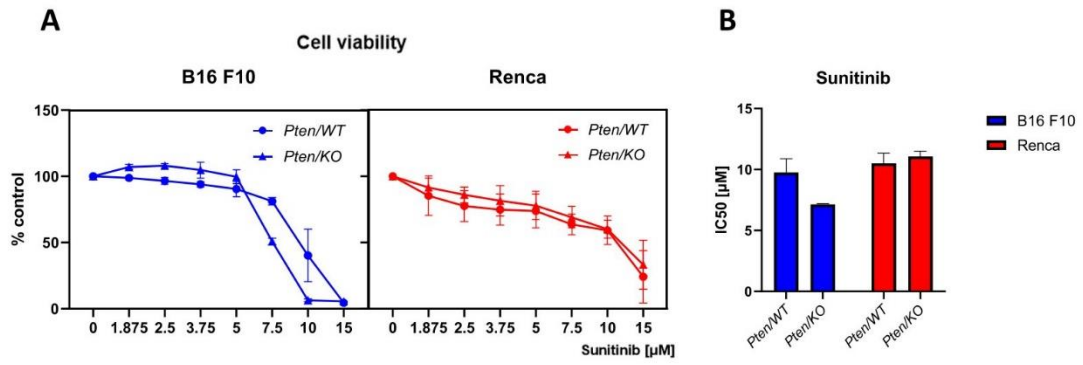 A
Cell viability
B16 F10
Renca
% control
150
100
50
0
Pten/WT
Pten/KO
Pten/WT
Pten/KO
0 1.875 2.5 3.75 5 7.5 10 15
0 1.875 2.5 3.75 5 7.5 10 15
Sunitinib [µM]
B
Sunitinib
IC50 [µM]
15
10
5
0
Pten/WT
Pten/KO
Pten/WT
Pten/KO
B16 F10
Renca